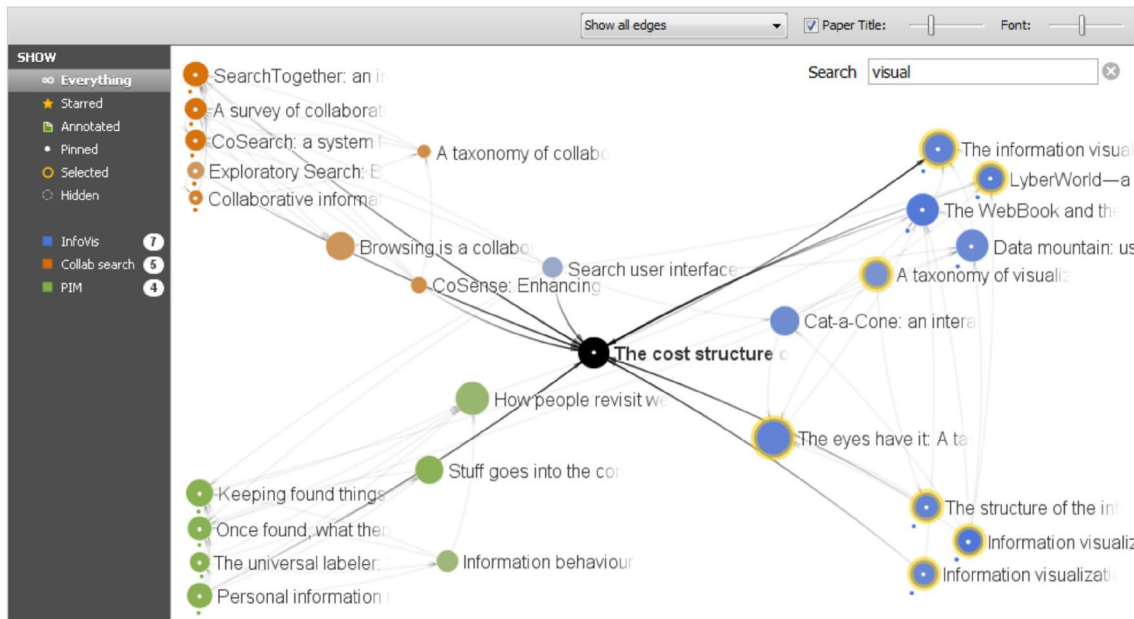 Show all edges
Paper Title:
Font:
SHOW
Everything
Starred
Annotated
Pinned
Selected
Hidden
InfoVis 7
Collab search 5
PIM 4
Search visual
SearchTogether: an in
A survey of collaborat
CoSearch: a system f
Exploratory Search: E
Collaborative informat
A taxonomy of collabo
Browsing is a collabo
CoSense: Enhancing
Search user interface
The information visual
LyberWorld—a
The WebBook and the
Data mountain: us
A taxonomy of visualiz
Cat-a-Cone: an intera
The cost structure o
How people revisit we
The eyes have it: A ta
Stuff goes into the con
Keeping found things
Once found, what then
The universal labeler:
Information behaviour
Personal information
The structure of the inf
Information visualiz
Information visualizati